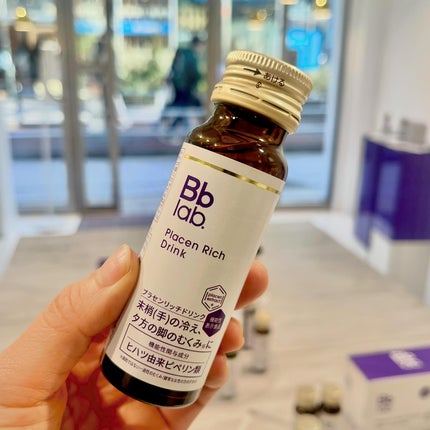 あける
Bb
lab.
Placen Rich
Drink
プラセンリッチドリンク
末梢(手)の冷え、
夕方の脚のむくみに
機能性関与成分
ヒハツ由来ピペリン類